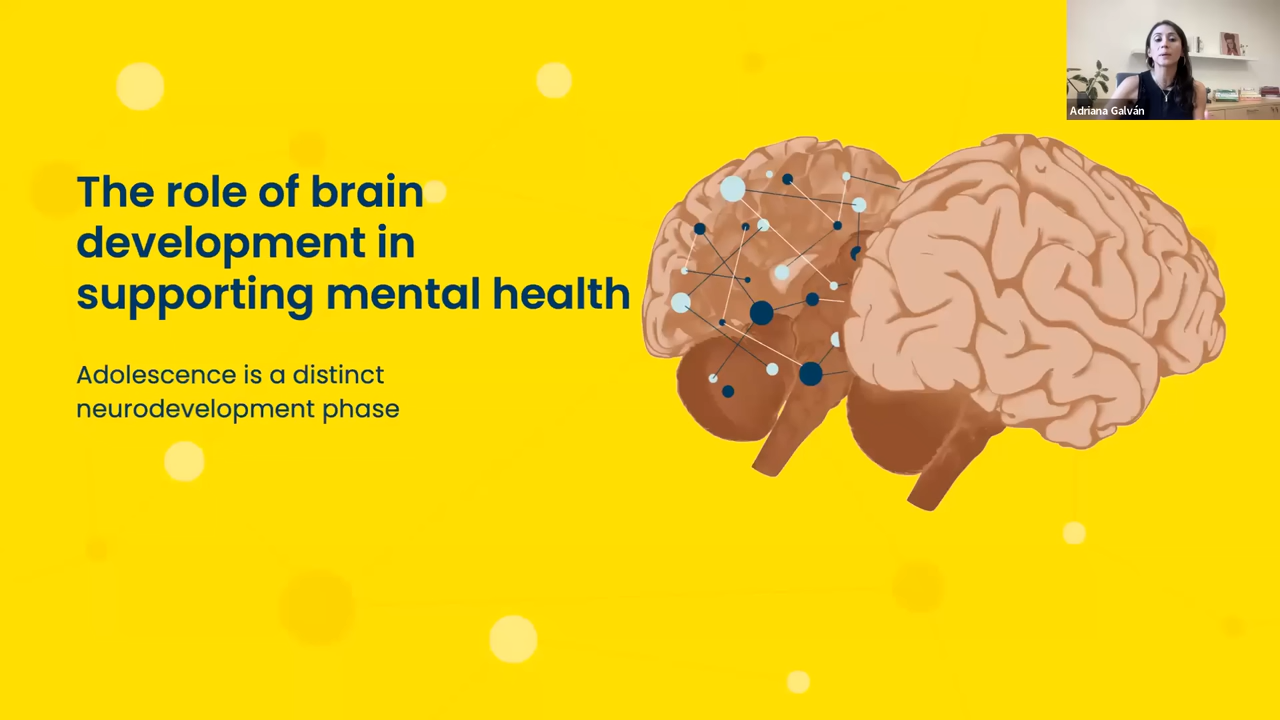 The role of brain
development in
supporting mental health
Adolescence is a distinct
neurodevelopment phase
Adriana Galván